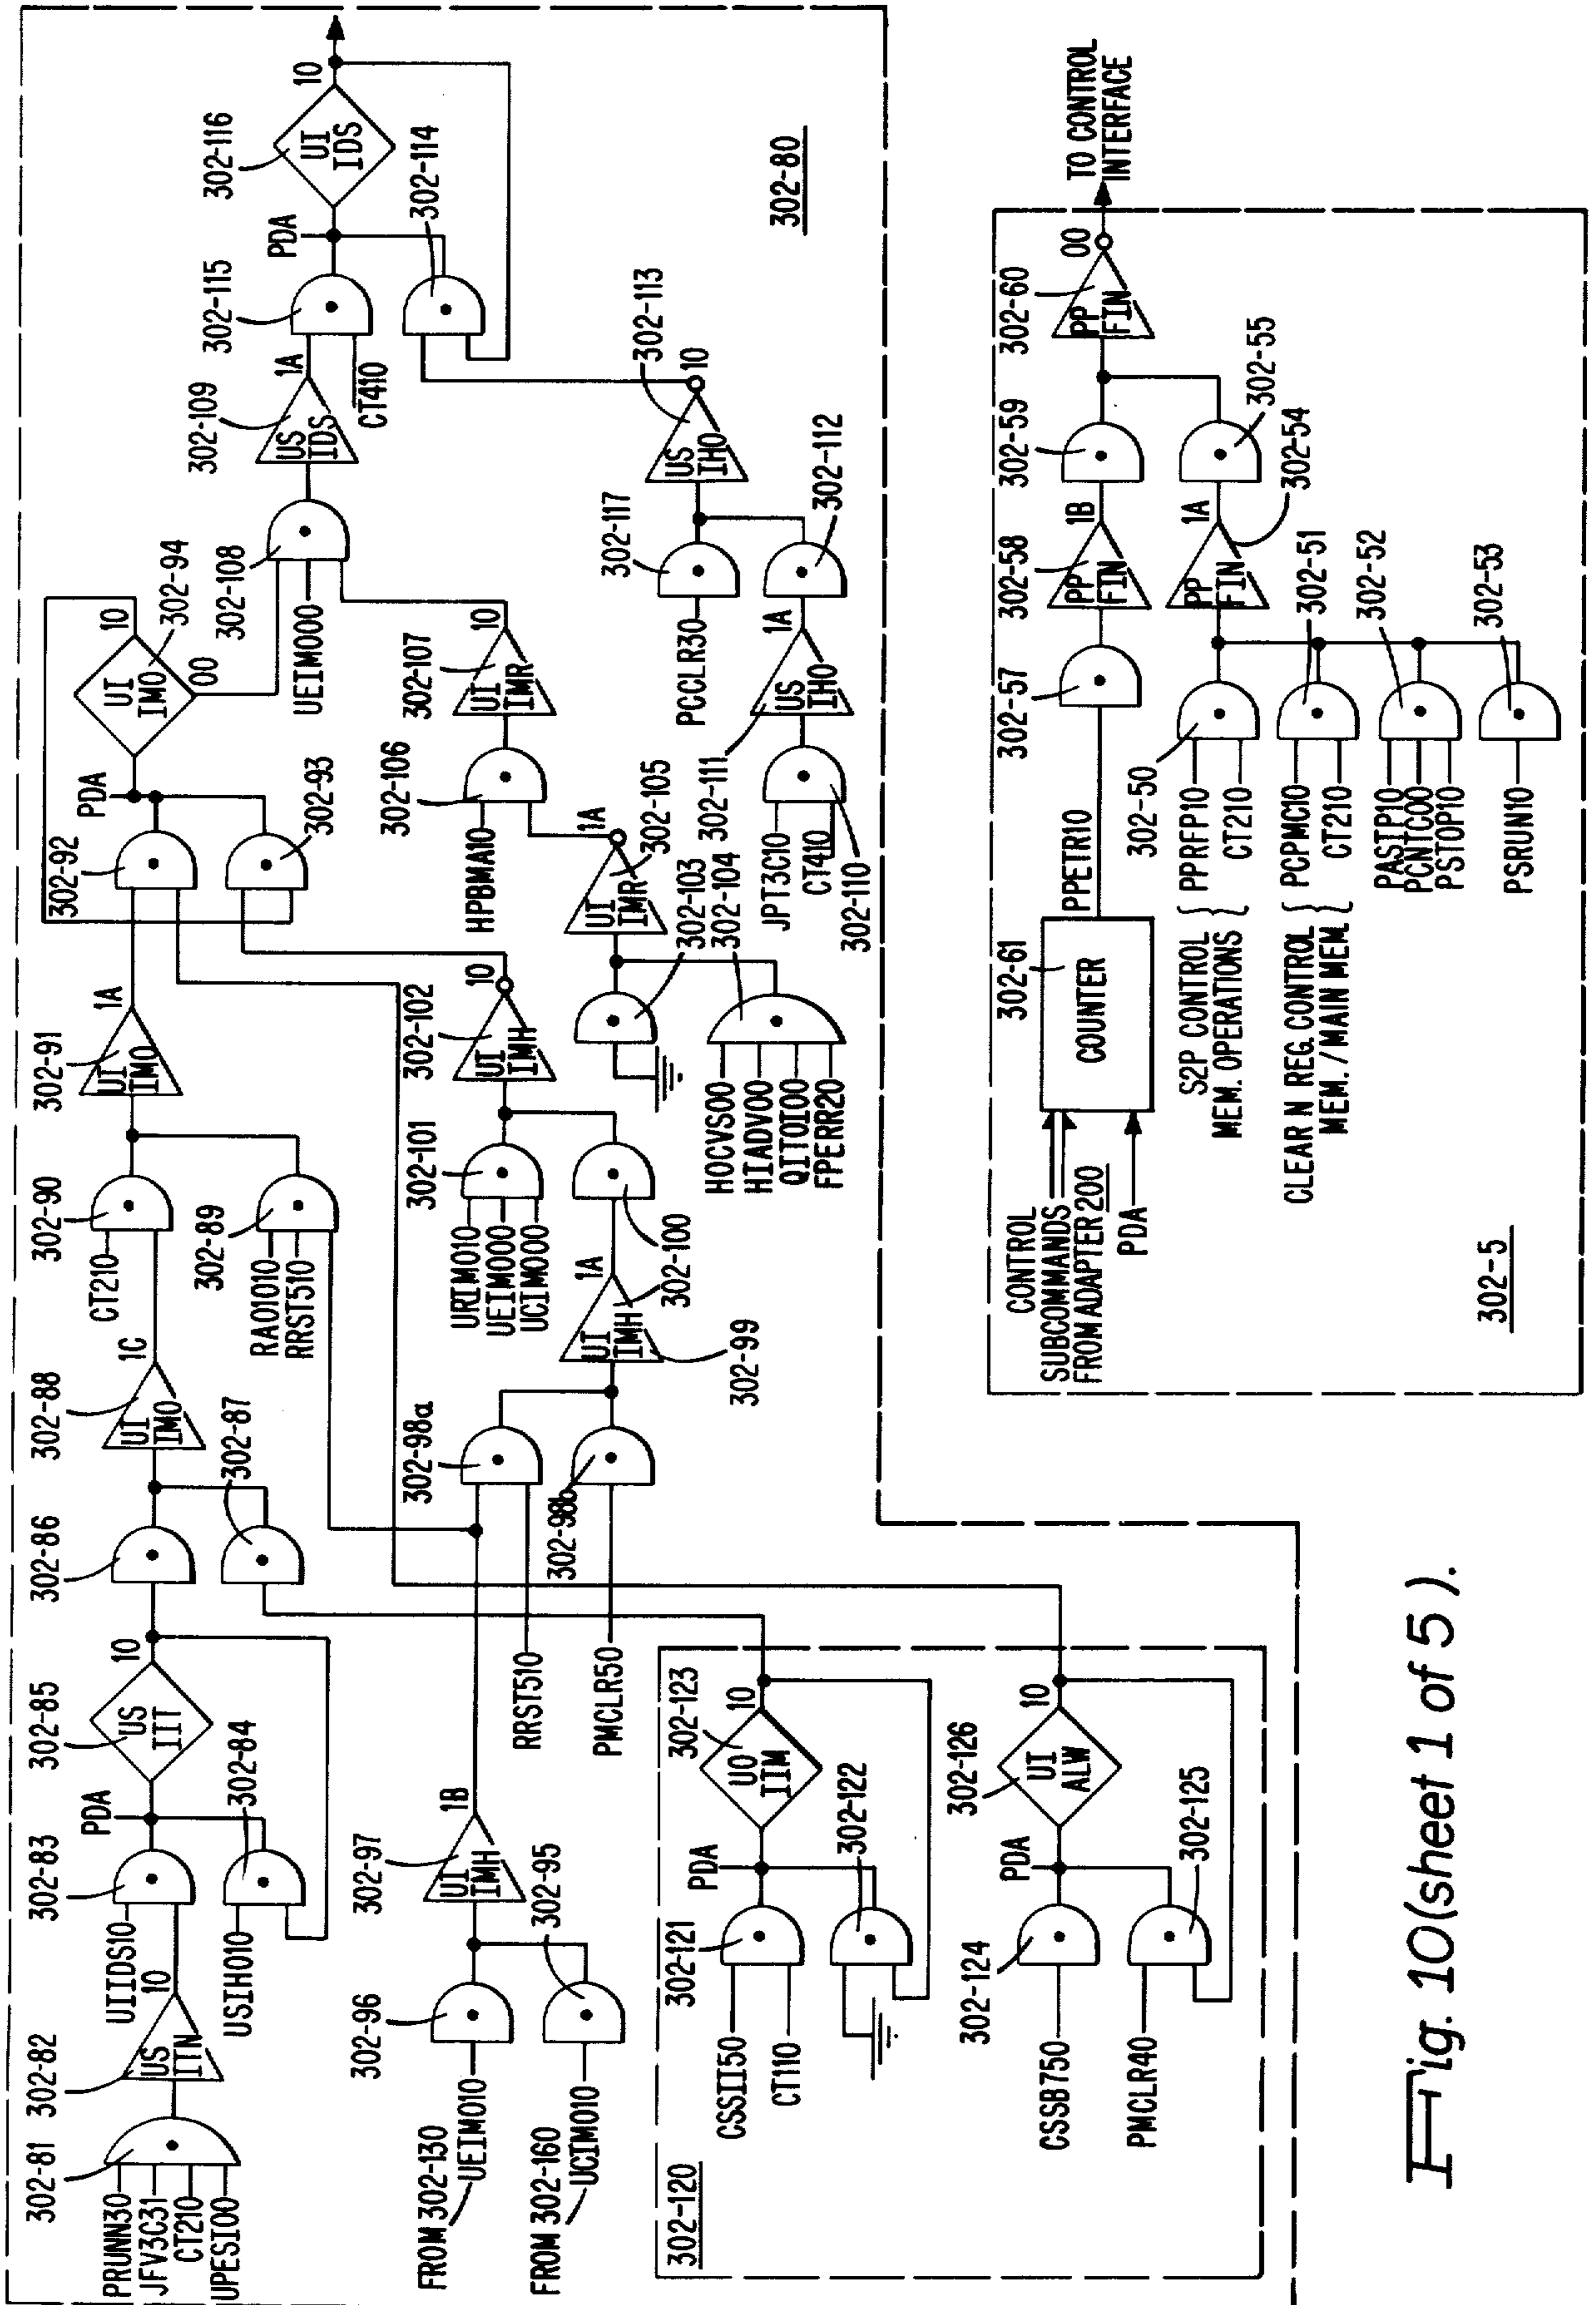 302-81
PRUNN30
JFV3C31
CT210
UPESI00
302-82
US
ITN
10
UIIDS10
302-83
USIH010
302-84
PDA
302-85
US
IIT
10
302-86
302-87
302-88
UI
IMO
1C
CT210
302-90
RA01010
RRST510
302-89
302-91
UI
IMO
1A
302-92
302-93
PDA
UI
IMO
10
00
302-94
302-108
UEIM000
302-109
US
IDS
1A
CT410
302-115
PDA
302-114
302-116
UI
IDS
10
FROM 302-130
UEIM010
302-96
FROM 302-160
UCIM010
302-95
302-97
UI
IMH
1B
RRST510
PMCLR50
302-98a
302-98b
UI
IMH
1A
302-99
302-100
URIM010
UEIM000
UCIM000
302-101
302-102
UI
IMH
10
HOCVS00
HIADV00
QITOI00
FPERR20
302-103
302-104
UI
IMR
1A
302-105
HPBMA10
302-106
302-107
UI
IMR
10
JPT3C10
CT410
302-110
302-111
US
IHO
1A
302-112
PCCLR30
302-117
US
IHO
10
302-113
302-80
302-120
CSSII50
CT110
302-121
302-122
PDA
UO
IIM
302-123
10
CSSB750
302-124
PMCLR40
302-125
PDA
UI
ALW
302-126
10
CONTROL
SUBCOMMANDS
FROM ADAPTER 200
PDA
302-61
COUNTER
PPETR10
302-57
302-58
PP
FIN
1B
302-59
302-60
PP
FIN
00
TO CONTROL
INTERFACE
S2P CONTROL
MEM. OPERATIONS
PPRFP10
CT210
302-50
CLEAR N REG. CONTROL
MEM. / MAIN MEM.
PCPMC10
CT210
302-51
PASTP10
PCNTC00
PSTOP10
302-52
PSRUN10
302-53
PP
FIN
1A
302-54
302-55
302-5
Fig. 10 (sheet 1 of 5).